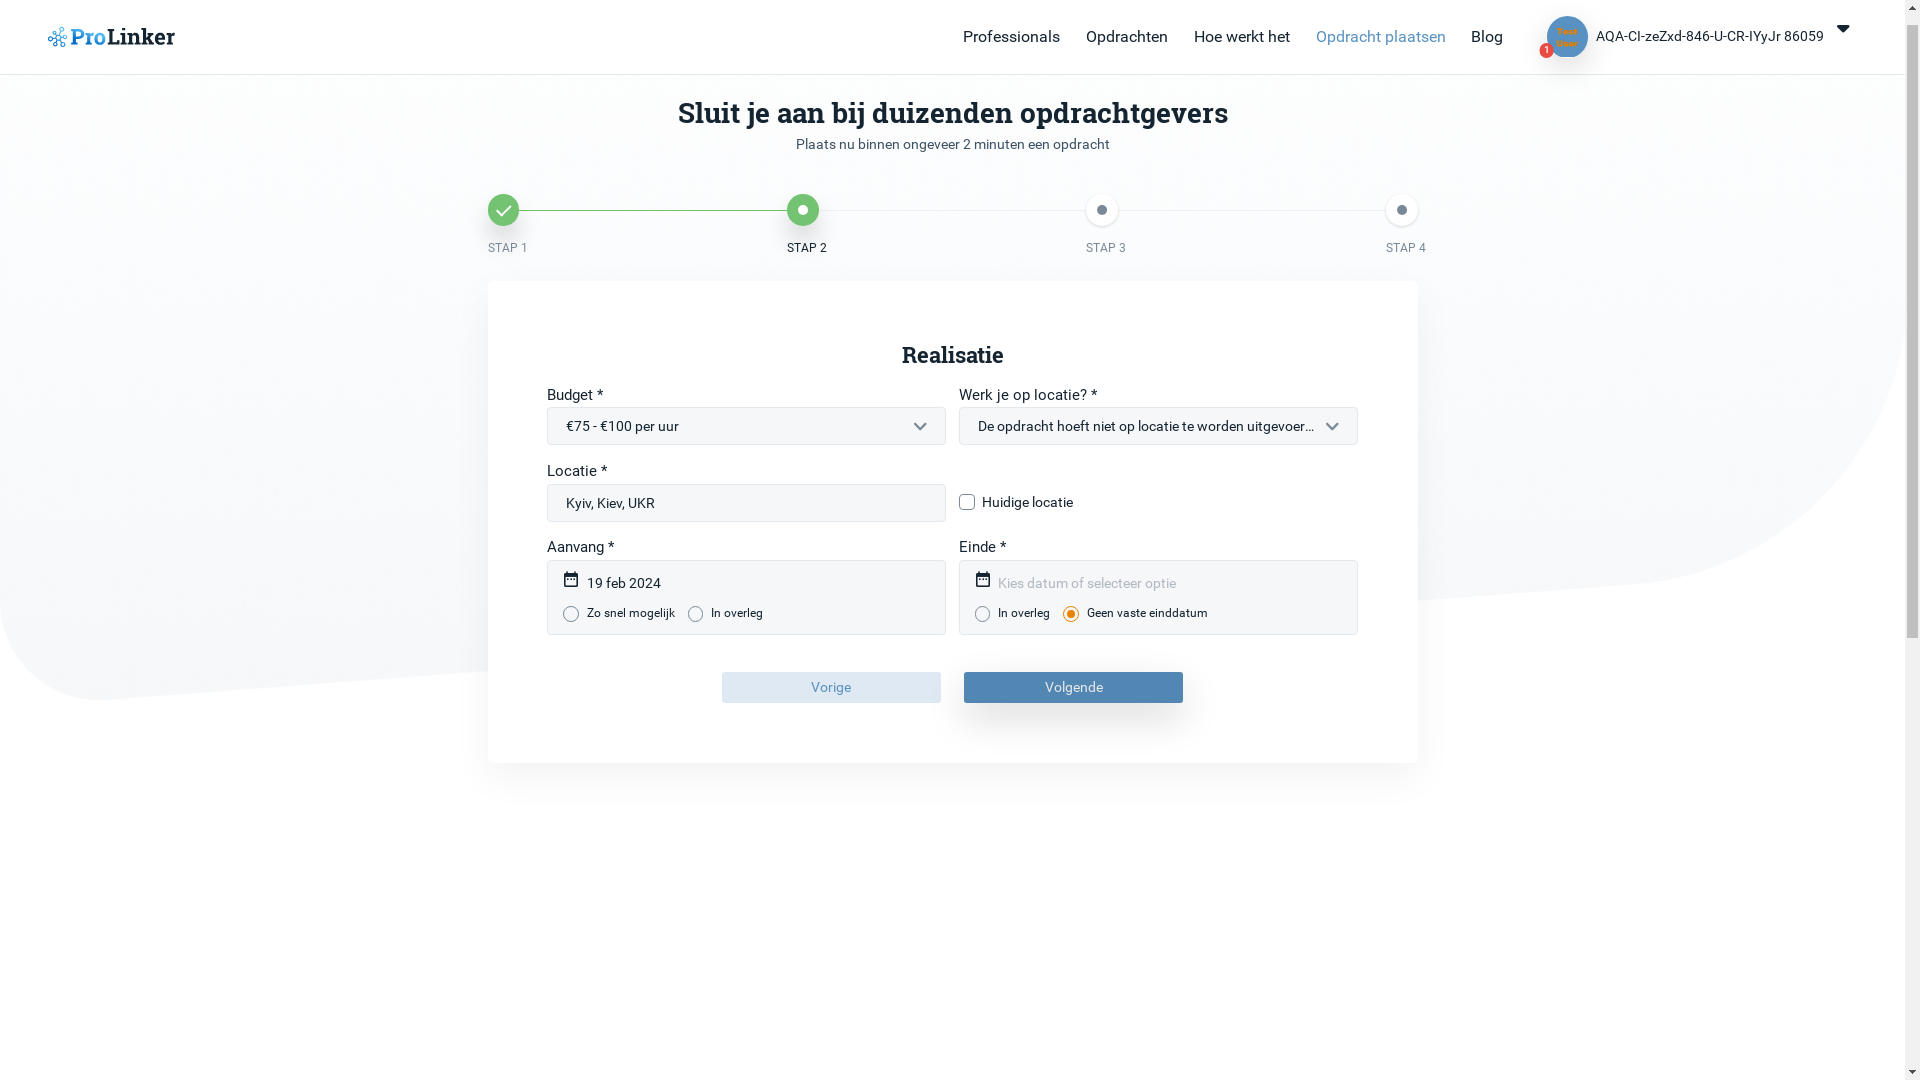 ProLinker
Professionals Opdrachten Hoe werkt het Opdracht plaatsen Blog
Test User
1
AQA-CI-zeZxd-846-U-CR-IYyJr 86059
Sluit je aan bij duizenden opdrachtgevers
Plaats nu binnen ongeveer 2 minuten een opdracht
STAP 1 STAP 2 STAP 3 STAP 4
Realisatie
Budget * Werk je op locatie? *
€75 - €100 per uur De opdracht hoeft niet op locatie te worden uitgevoer...
Locatie *
Kyiv, Kiev, UKR Huidige locatie
Aanvang * Einde *
19 feb 2024 Kies datum of selecteer optie
Zo snel mogelijk In overleg In overleg Geen vaste einddatum
Vorige Volgende